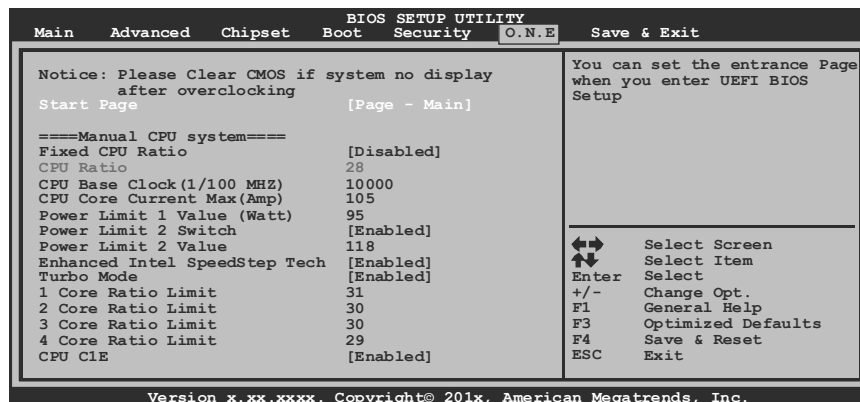 BIOS SETUP UTILITY
Main Advanced Chipset Boot Security O.N.E Save & Exit
Notice: Please Clear CMOS if system no display
after overclocking
Start Page [Page - Main]
====Manual CPU system====
Fixed CPU Ratio [Disabled]
CPU Ratio 28
CPU Base Clock(1/100 MHZ) 10000
CPU Core Current Max(Amp) 105
Power Limit 1 Value (Watt) 95
Power Limit 2 Switch [Enabled]
Power Limit 2 Value 118
Enhanced Intel SpeedStep Tech [Enabled]
Turbo Mode [Enabled]
1 Core Ratio Limit 31
2 Core Ratio Limit 30
3 Core Ratio Limit 30
4 Core Ratio Limit 29
CPU C1E [Enabled]
You can set the entrance Page
when you enter UEFI BIOS
Setup
Select Screen
Select Item
Enter Select
+/- Change Opt.
F1 General Help
F3 Optimized Defaults
F4 Save & Reset
ESC Exit
Version x.xx.xxxx. Copyright© 201x, American Megatrends, Inc.